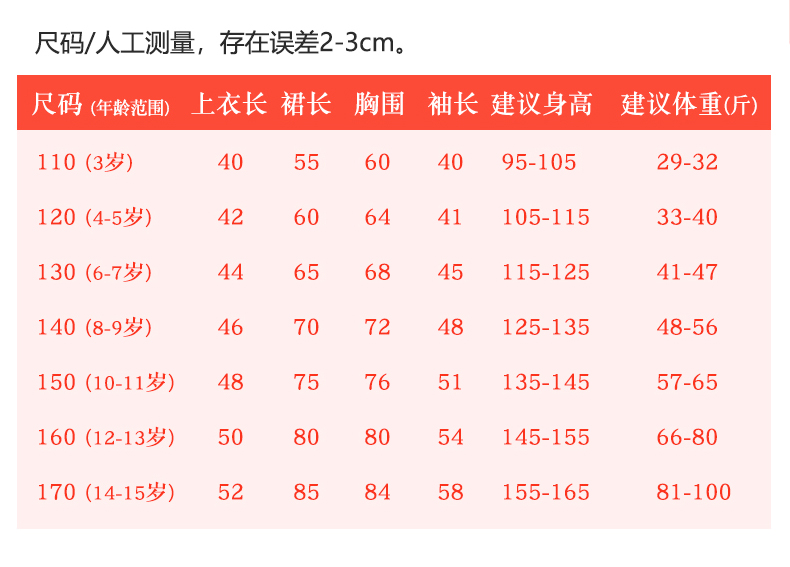 尺码/人工测量，存在误差2-3cm。
尺码 (年龄范围) 上衣长 裙长 胸围 袖长 建议身高 建议体重(斤)
110 (3岁) 40 55 60 40 95-105 29-32
120 (4-5岁) 42 60 64 41 105-115 33-40
130 (6-7岁) 44 65 68 45 115-125 41-47
140 (8-9岁) 46 70 72 48 125-135 48-56
150 (10-11岁) 48 75 76 51 135-145 57-65
160 (12-13岁) 50 80 80 54 145-155 66-80
170 (14-15岁) 52 85 84 58 155-165 81-100